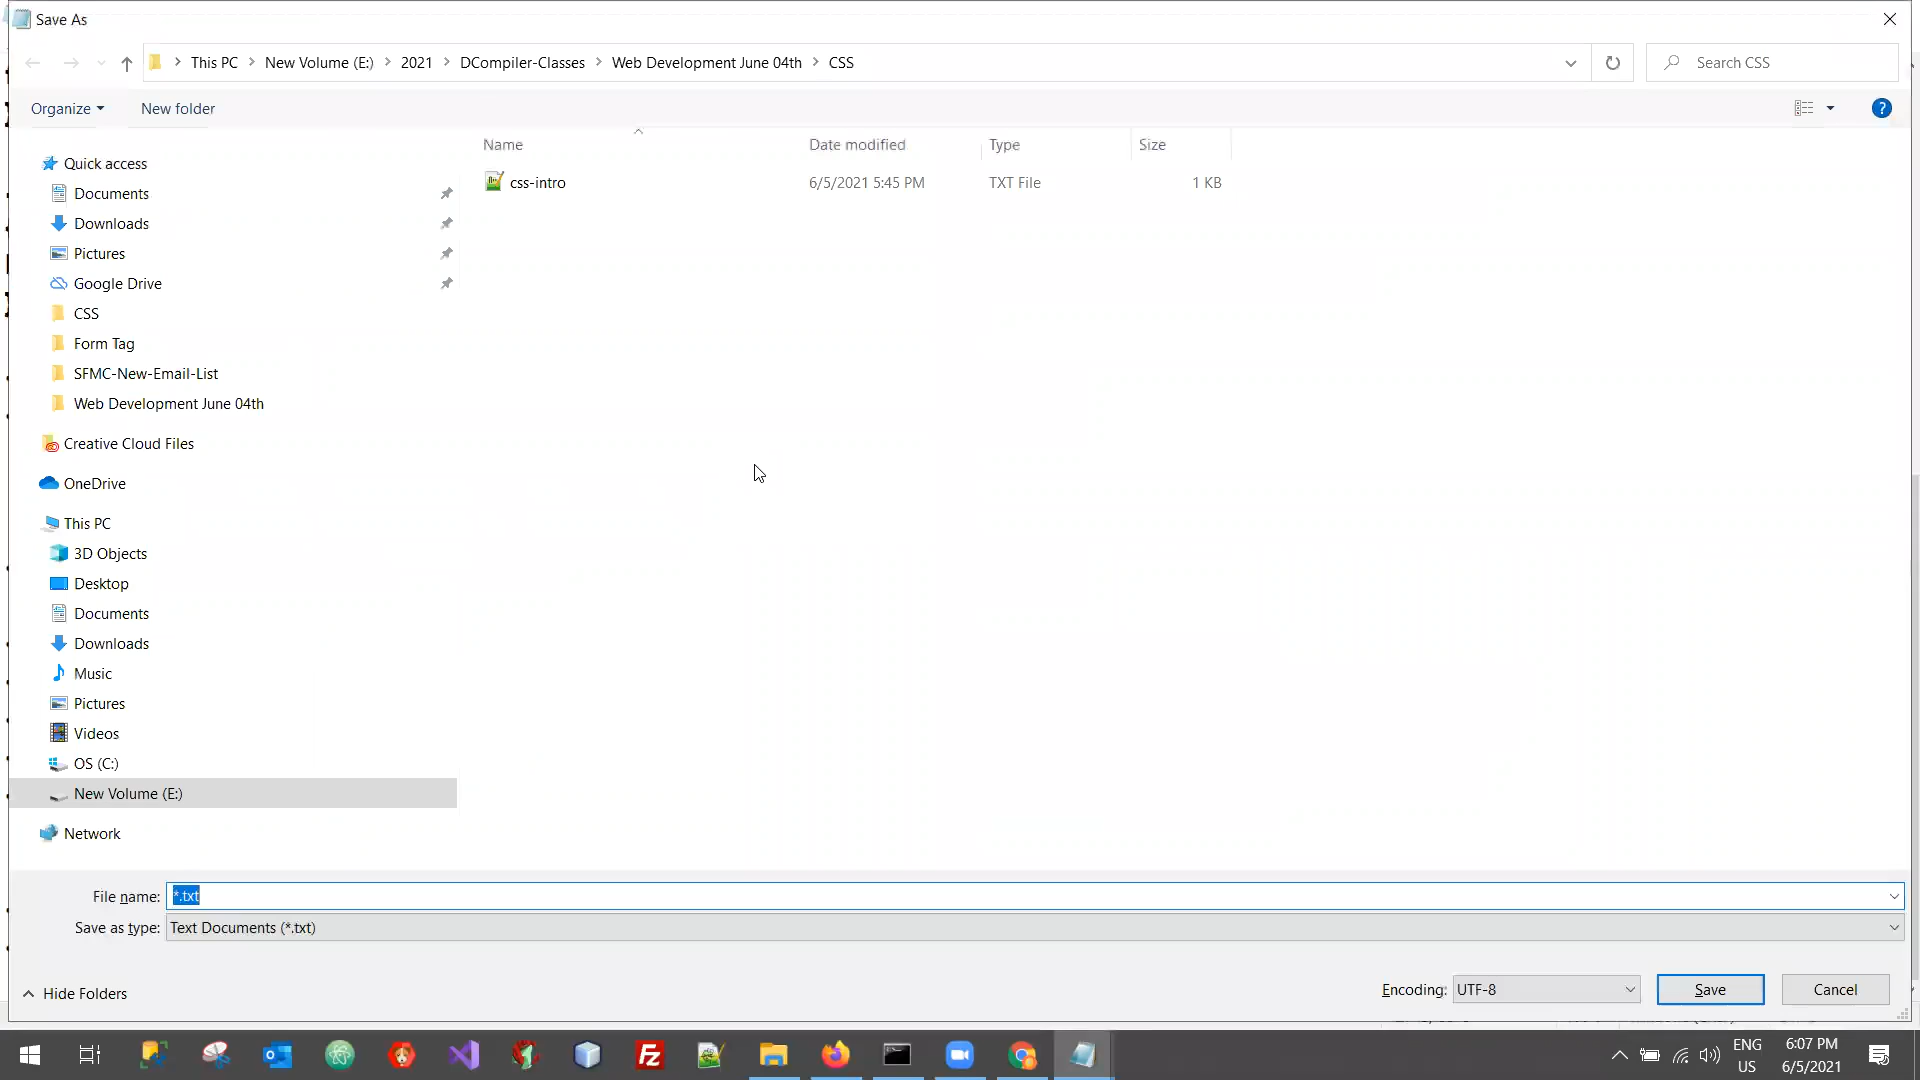 Save As
This PC > New Volume (E:) > 2021 > DCompiler-Classes > Web Development June 04th > CSS
Search CSS
Organize
New folder
?
Name Date modified Type Size
css-intro 6/5/2021 5:45 PM TXT File 1 KB
Quick access
Documents
Downloads
Pictures
Google Drive
CSS
Form Tag
SFMC-New-Email-List
Web Development June 04th
Creative Cloud Files
OneDrive
This PC
3D Objects
Desktop
Documents
Downloads
Music
Pictures
Videos
OS (C:)
New Volume (E:)
Network
File name: *.txt
Save as type: Text Documents (*.txt)
Hide Folders
Encoding: UTF-8
Save
Cancel
Fz
ENG
US
6:07 PM
6/5/2021